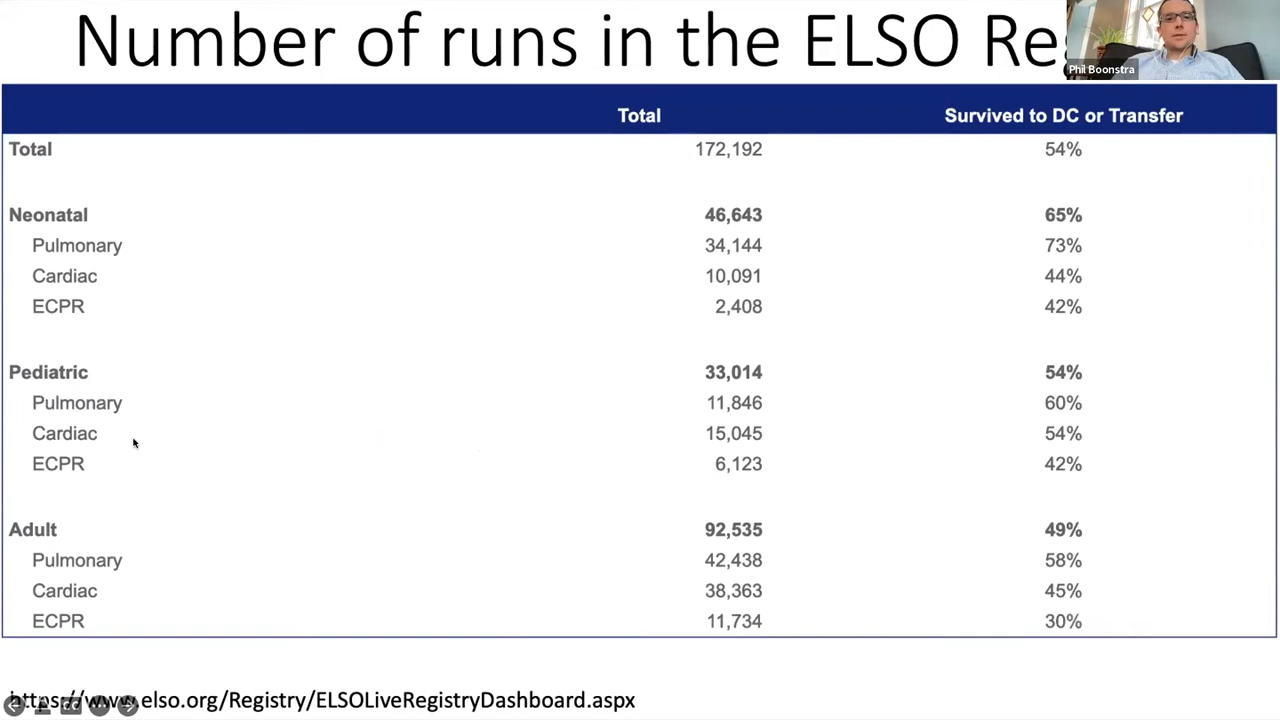 Number of runs in the ELSO Re
Phil Boonstra
Total Survived to DC or Transfer
Total 172,192 54%
Neonatal 46,643 65%
Pulmonary 34,144 73%
Cardiac 10,091 44%
ECPR 2,408 42%
Pediatric 33,014 54%
Pulmonary 11,846 60%
Cardiac 15,045 54%
ECPR 6,123 42%
Adult 92,535 49%
Pulmonary 42,438 58%
Cardiac 38,363 45%
ECPR 11,734 30%
https://www.elso.org/Registry/ELSOLiveRegistryDashboard.aspx